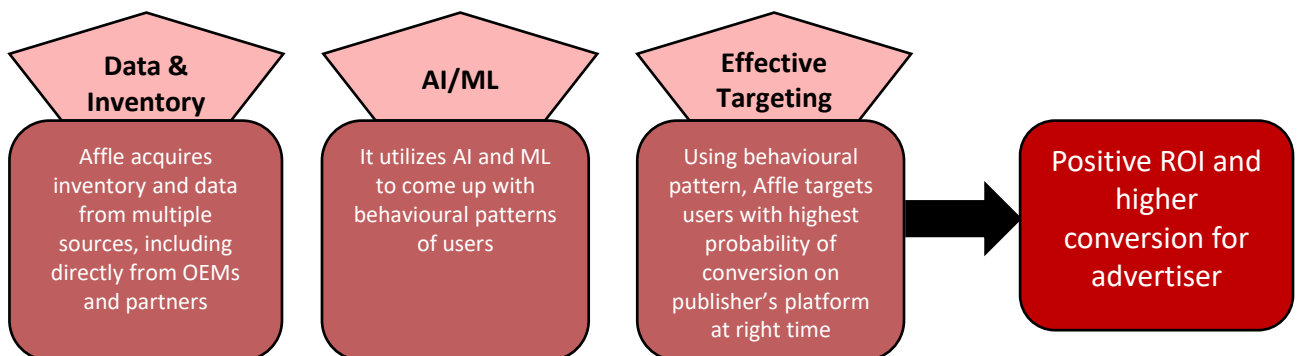 Data &
Inventory
Affle acquires
inventory and data
from multiple
sources, including
directly from OEMs
and partners
AI/ML
It utilizes AI and ML
to come up with
behavioural patterns
of users
Effective
Targeting
Using behavioural
pattern, Affle targets
users with highest
probability of
conversion on
publisher’s platform
at right time
Positive ROI and
higher
conversion for
advertiser